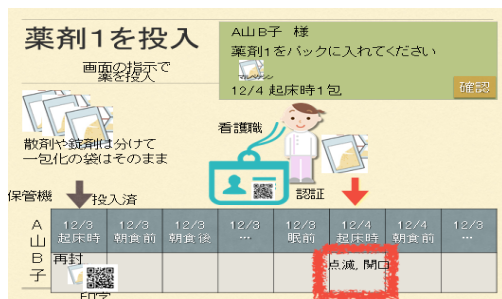 薬剤1を投入
画面の指示で
薬を投入
A山B子 様
薬剤1をバックに入れてください
12/4 起床時1包
確認
散剤や錠剤は分けて
一包化の袋はそのまま
看護職
認証
保管機
投入済
A山B子
12/3 起床時
12/3 朝食前
12/3 朝食後
12/3 …
12/3 眠前
12/4 起床時
12/4 朝食前
12/3 …
再封
点滅, 開口
印字